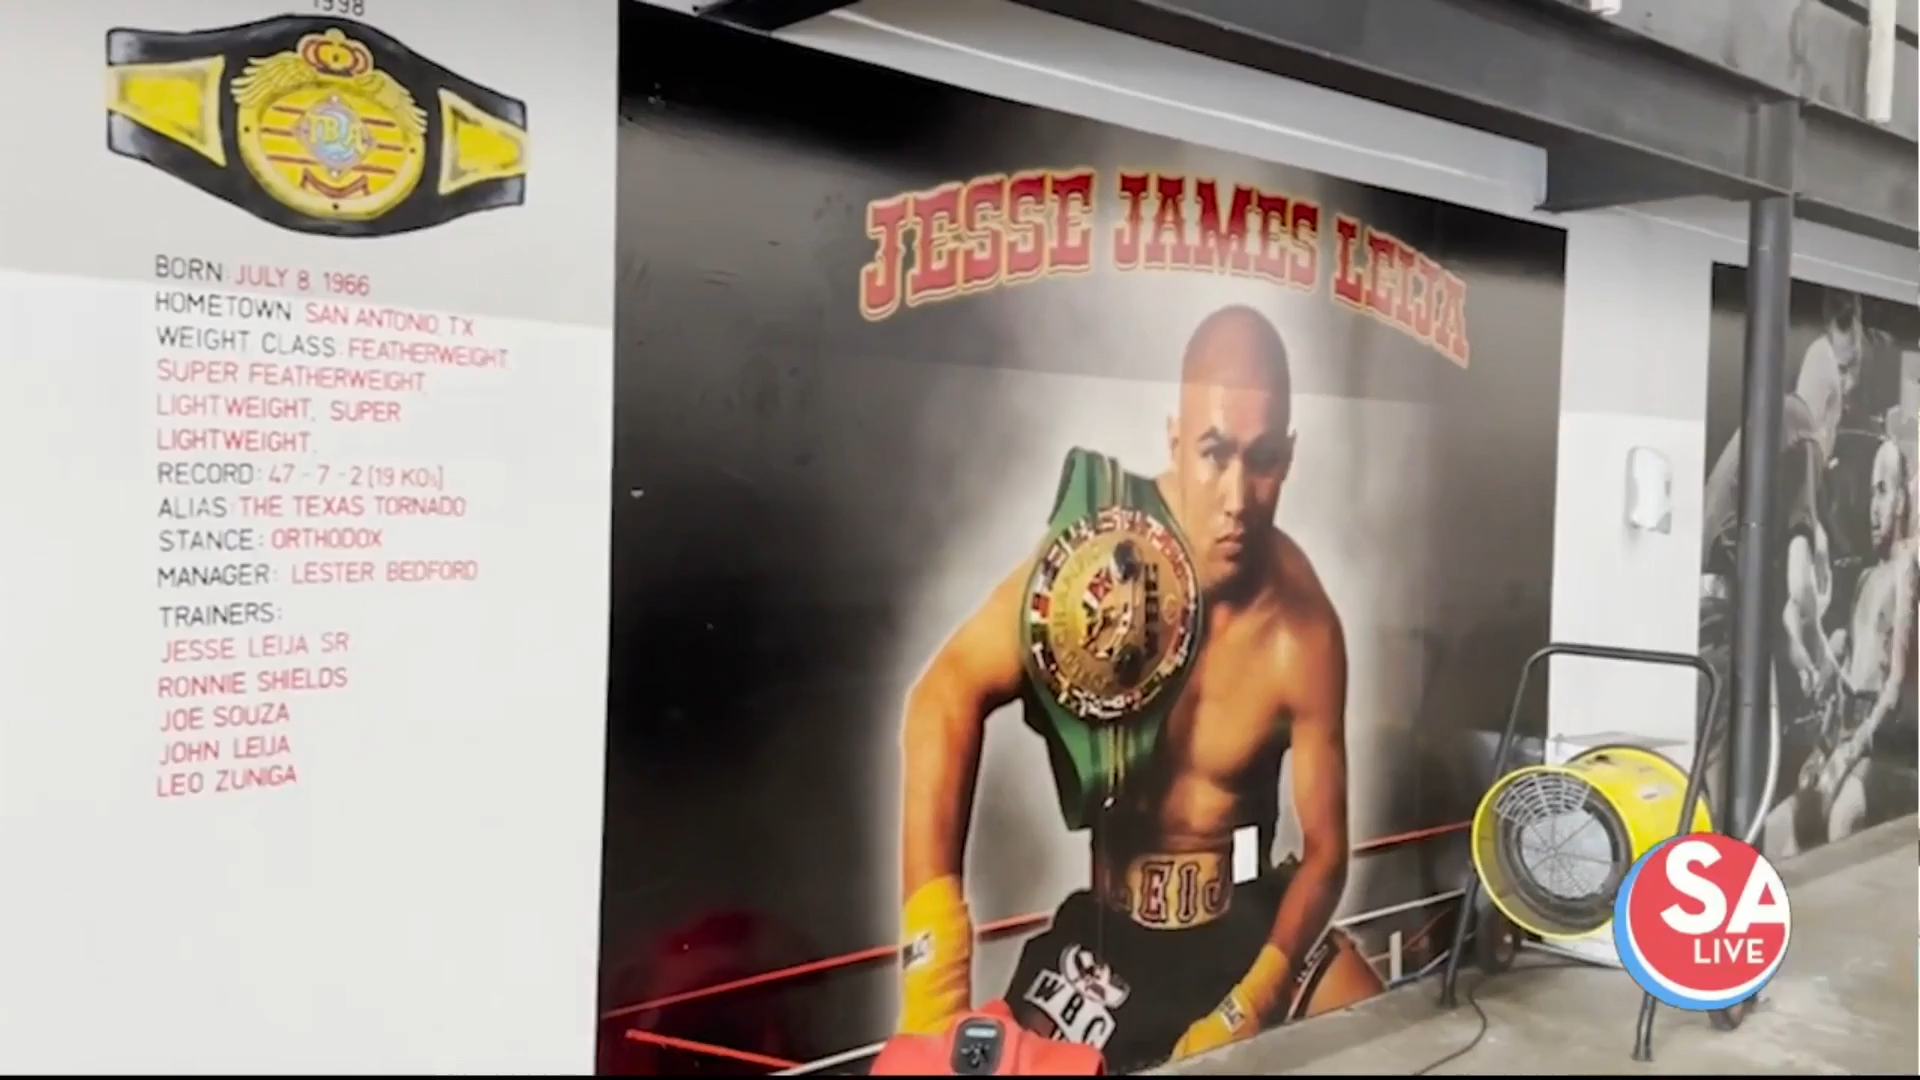 1998
IBA
BORN: JULY 8, 1966
HOMETOWN: SAN ANTONIO, TX
WEIGHT CLASS: FEATHERWEIGHT,
SUPER FEATHERWEIGHT,
LIGHTWEIGHT, SUPER
LIGHTWEIGHT,
RECORD: 47 - 7 - 2 [19 KOs]
ALIAS: THE TEXAS TORNADO
STANCE: ORTHODOX
MANAGER: LESTER BEDFORD
TRAINERS:
JESSE LEIJA SR
RONNIE SHIELDS
JOE SOUZA
JOHN LEIJA
LEO ZUNIGA
JESSE JAMES LEIJA
LEIJ
WBC
SA
LIVE